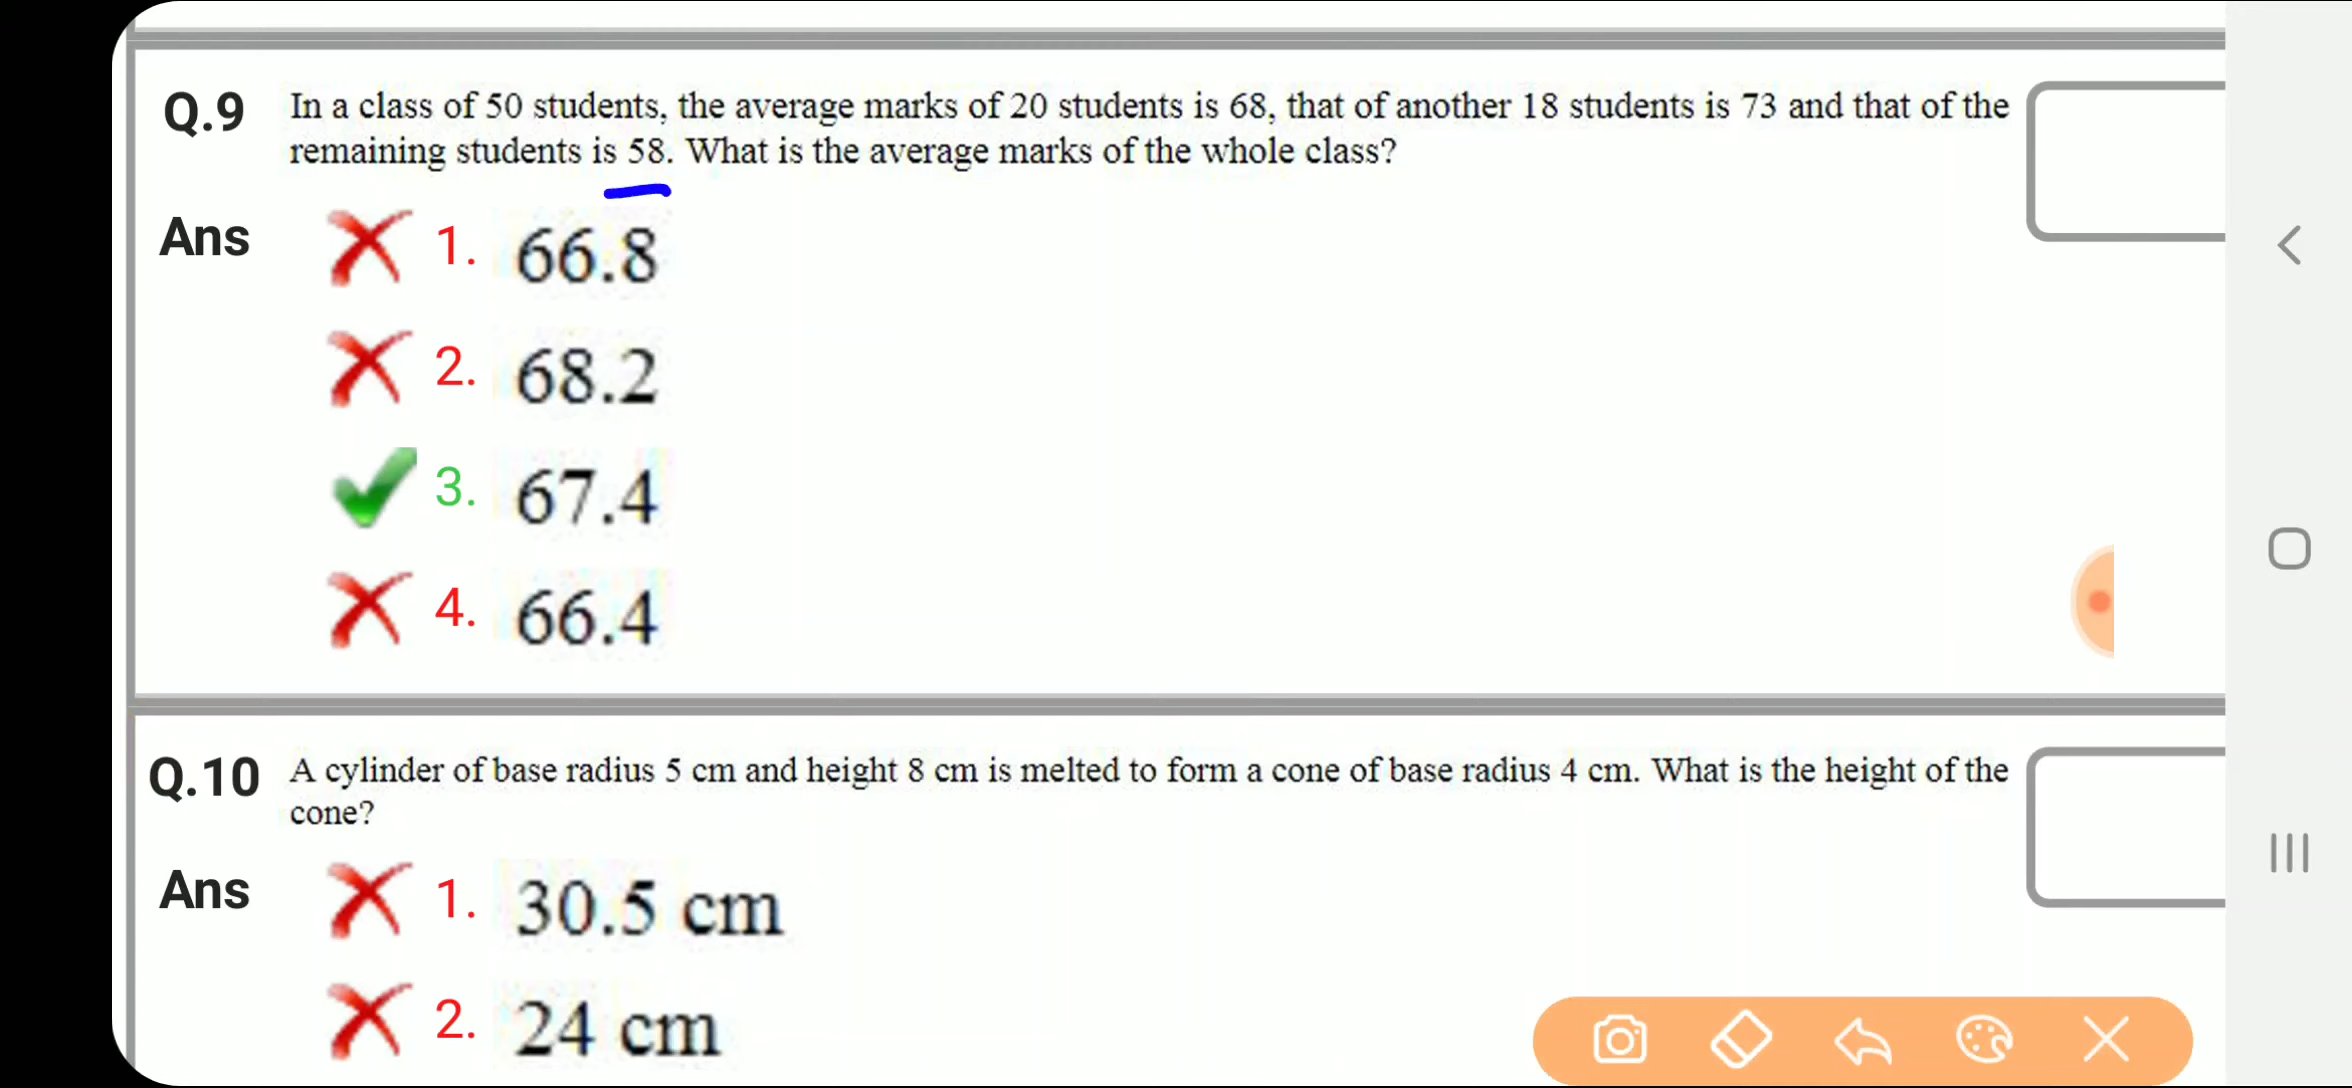 Q.9 In a class of 50 students, the average marks of 20 students is 68, that of another 18 students is 73 and that of the
remaining students is 58. What is the average marks of the whole class?
Ans 1. 66.8
2. 68.2
3. 67.4
4. 66.4
Q.10 A cylinder of base radius 5 cm and height 8 cm is melted to form a cone of base radius 4 cm. What is the height of the
cone?
Ans 1. 30.5 cm
2. 24 cm